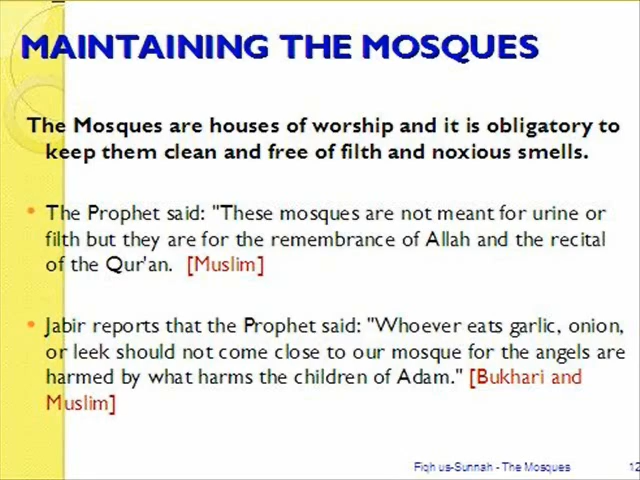 MAINTAINING THE MOSQUES
The Mosques are houses of worship and it is obligatory to
keep them clean and free of filth and noxious smells.
• The Prophet said: "These mosques are not meant for urine or
filth but they are for the remembrance of Allah and the recital
of the Qur'an. [Muslim]
• Jabir reports that the Prophet said: "Whoever eats garlic, onion,
or leek should not come close to our mosque for the angels are
harmed by what harms the children of Adam." [Bukhari and
Muslim]
Fiqh us-Sunnah - The Mosques 12